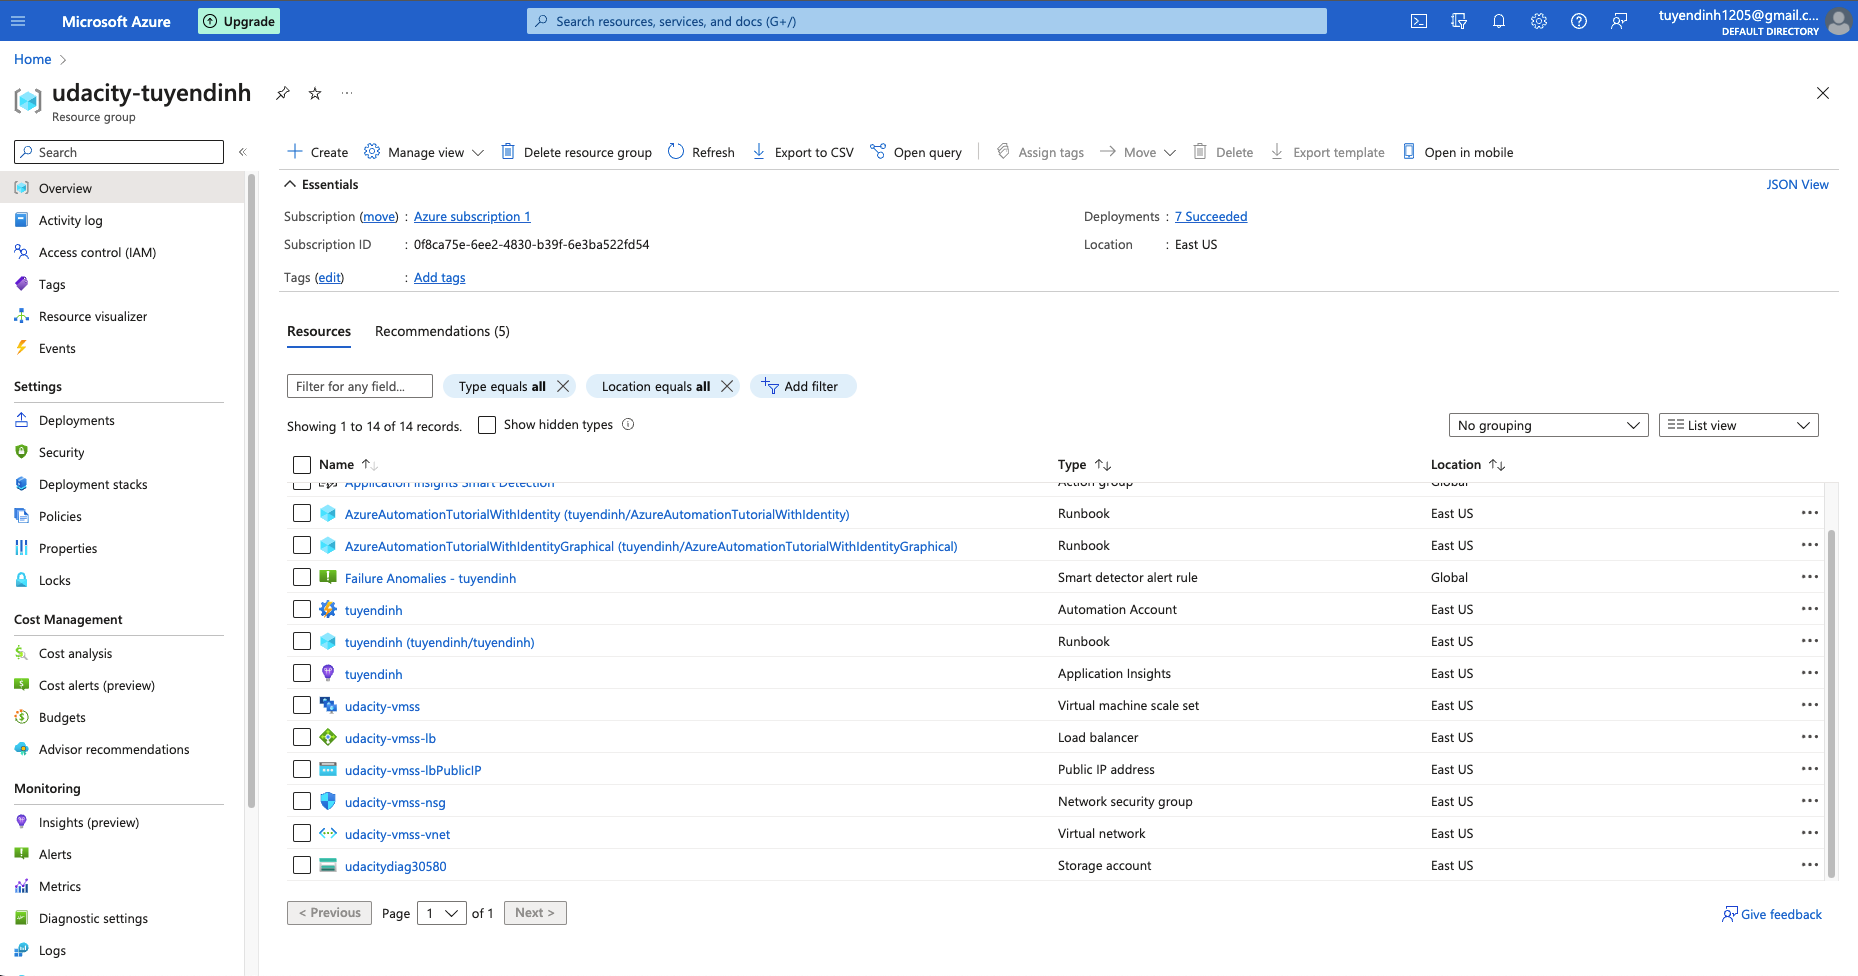 Microsoft Azure
Upgrade
Search resources, services, and docs (G+/)
tuyendinh1205@gmail.c...
DEFAULT DIRECTORY
Home
udacity-tuyendinh
Resource group
Search
Create
Manage view
Delete resource group
Refresh
Export to CSV
Open query
Assign tags
Move
Delete
Export template
Open in mobile
Overview
Activity log
Access control (IAM)
Tags
Resource visualizer
Events
Settings
Deployments
Security
Deployment stacks
Policies
Properties
Locks
Cost Management
Cost analysis
Cost alerts (preview)
Budgets
Advisor recommendations
Monitoring
Insights (preview)
Alerts
Metrics
Diagnostic settings
Logs
Essentials
JSON View
Subscription (move) : Azure subscription 1
Deployments : 7 Succeeded
Subscription ID : 0f8ca75e-6ee2-4830-b39f-6e3ba522fd54
Location : East US
Tags (edit) : Add tags
Resources
Recommendations (5)
Filter for any field...
Type equals all
Location equals all
Add filter
Showing 1 to 14 of 14 records.
Show hidden types
No grouping
List view
Name Type Location
Application Insights Smart Detection Action group Global
AzureAutomationTutorialWithIdentity (tuyendinh/AzureAutomationTutorialWithIdentity) Runbook East US
AzureAutomationTutorialWithIdentityGraphical (tuyendinh/AzureAutomationTutorialWithIdentityGraphical) Runbook East US
Failure Anomalies - tuyendinh Smart detector alert rule Global
tuyendinh Automation Account East US
tuyendinh (tuyendinh/tuyendinh) Runbook East US
tuyendinh Application Insights East US
udacity-vmss Virtual machine scale set East US
udacity-vmss-lb Load balancer East US
udacity-vmss-lbPublicIP Public IP address East US
udacity-vmss-nsg Network security group East US
udacity-vmss-vnet Virtual network East US
udacitydiag30580 Storage account East US
< Previous
Page 1 of 1
Next >
Give feedback